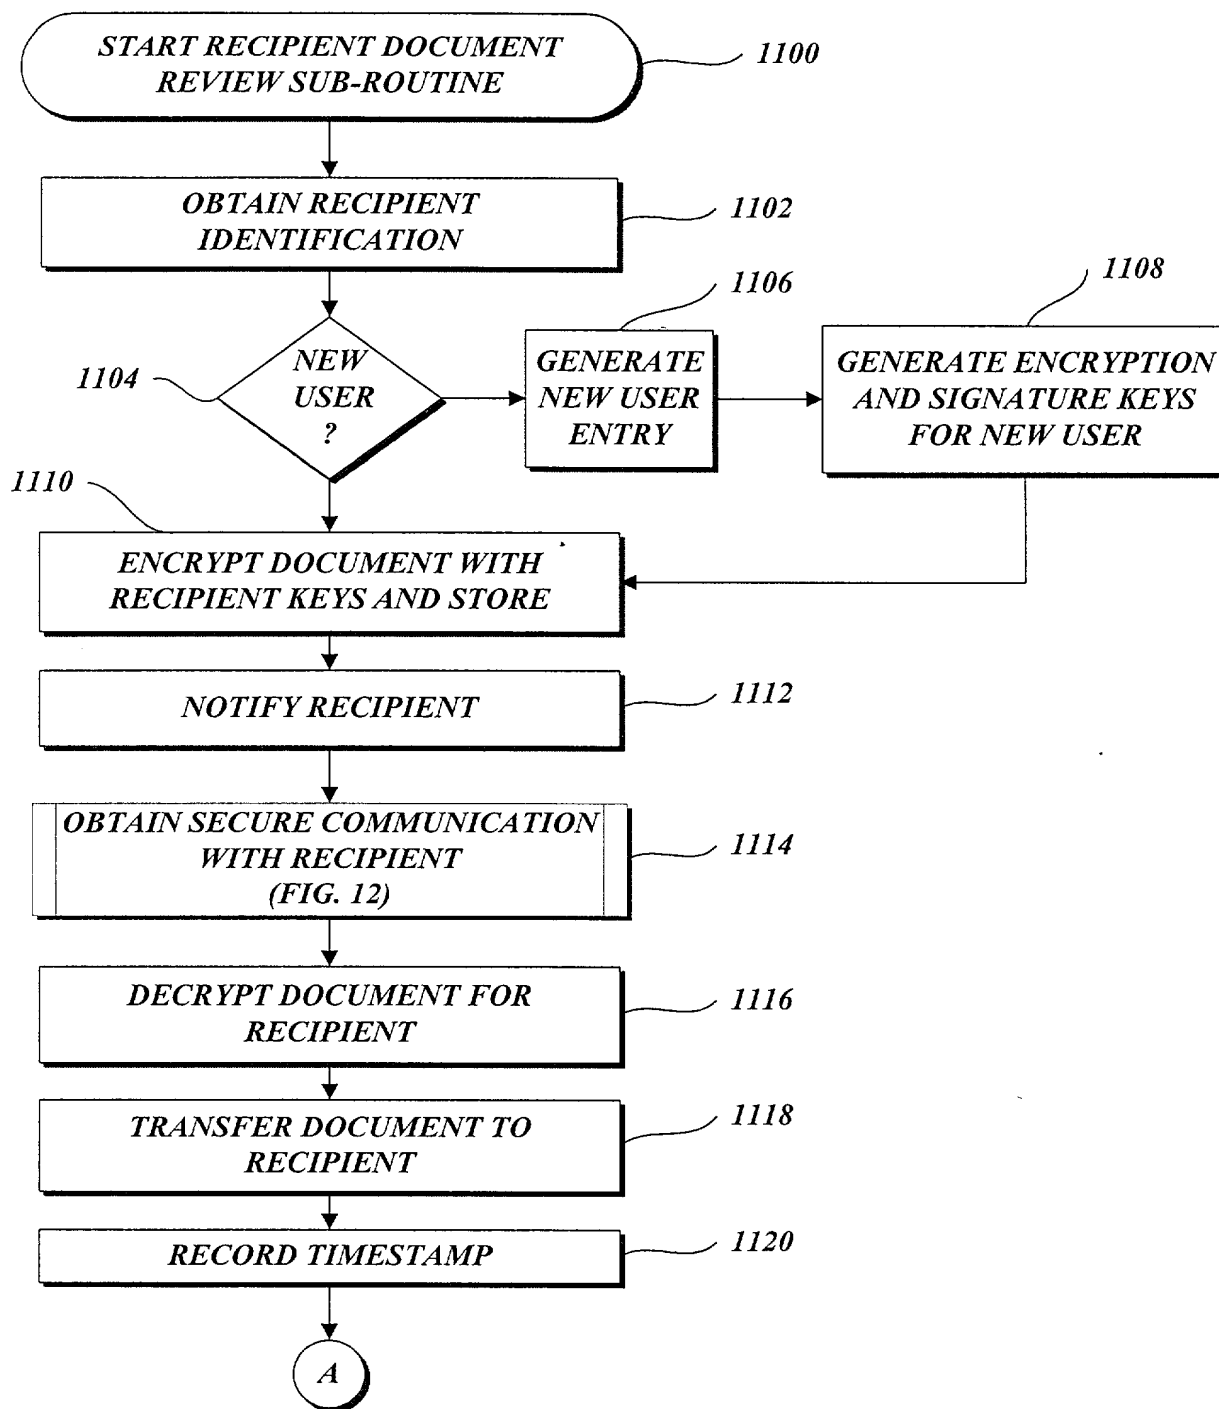 START RECIPIENT DOCUMENT
REVIEW SUB-ROUTINE
1100
OBTAIN RECIPIENT
IDENTIFICATION
1102
NEW
USER
?
1104
GENERATE
NEW USER
ENTRY
1106
GENERATE ENCRYPTION
AND SIGNATURE KEYS
FOR NEW USER
1108
1110
ENCRYPT DOCUMENT WITH
RECIPIENT KEYS AND STORE
NOTIFY RECIPIENT
1112
OBTAIN SECURE COMMUNICATION
WITH RECIPIENT
(FIG. 12)
1114
DECRYPT DOCUMENT FOR
RECIPIENT
1116
TRANSFER DOCUMENT TO
RECIPIENT
1118
RECORD TIMESTAMP
1120
A